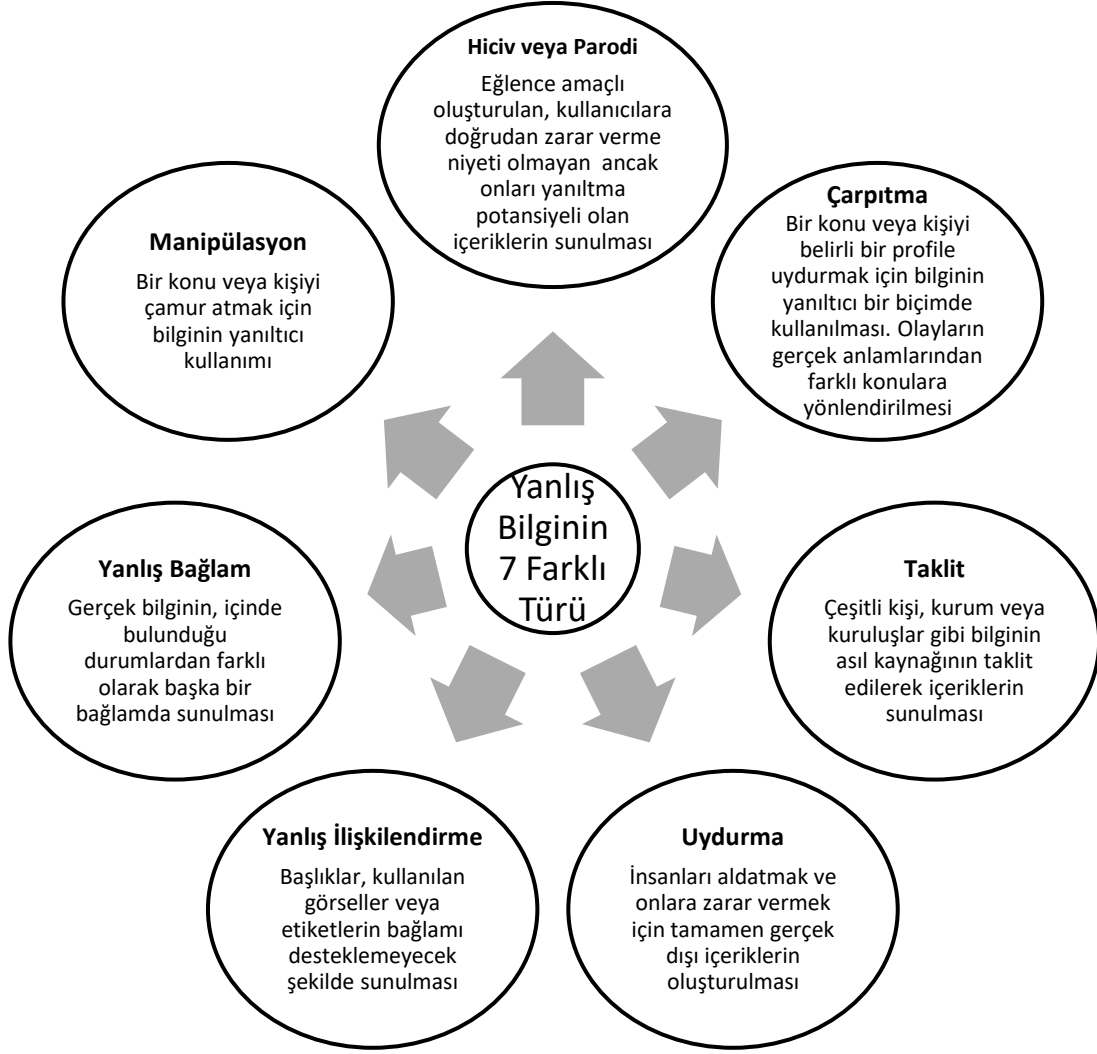 Hiciv veya Parodi
Eğlence amaçlı
oluşturulan, kullanıcılara
doğrudan zarar verme
niyeti olmayan ancak
onları yanıltma
potansiyeli olan
içeriklerin sunulması
Çarpıtma
Bir konu veya kişiyi
belirli bir profile
uydurmak için bilginin
yanıltıcı bir biçimde
kullanılması. Olayların
gerçek anlamlarından
farklı konulara
yönlendirilmesi
Taklit
Çeşitli kişi, kurum veya
kuruluşlar gibi bilginin
asıl kaynağının taklit
edilerek içeriklerin
sunulması
Uydurma
İnsanları aldatmak ve
onlara zarar vermek
için tamamen gerçek
dışı içeriklerin
oluşturulması
Yanlış İlişkilendirme
Başlıklar, kullanılan
görseller veya
etiketlerin bağlamı
desteklemeyecek
şekilde sunulması
Yanlış Bağlam
Gerçek bilginin, içinde
bulunduğu
durumlardan farklı
olarak başka bir
bağlamda sunulması
Manipülasyon
Bir konu veya kişiyi
çamur atmak için
bilginin yanıltıcı
kullanımı
Yanlış
Bilginin
7 Farklı
Türü